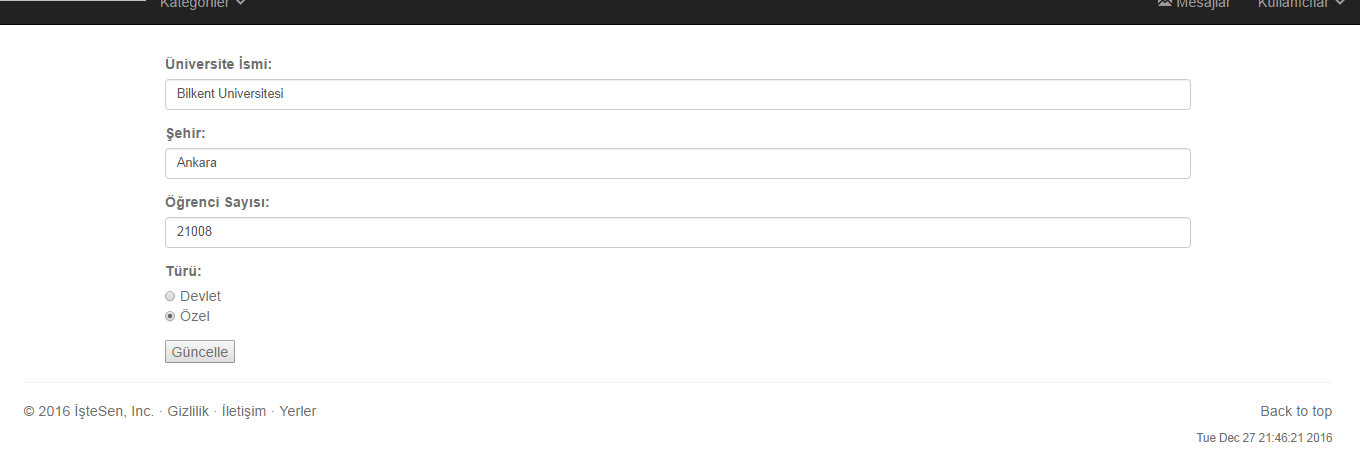 Kategoriler Mesajlar Kullanıcılar
Üniversite İsmi:
Bilkent Universitesi
Şehir:
Ankara
Öğrenci Sayısı:
21008
Türü:
Devlet
Özel
Güncelle
© 2016 İşteSen, Inc. · Gizlilik · İletişim · Yerler Back to top
Tue Dec 27 21:46:21 2016